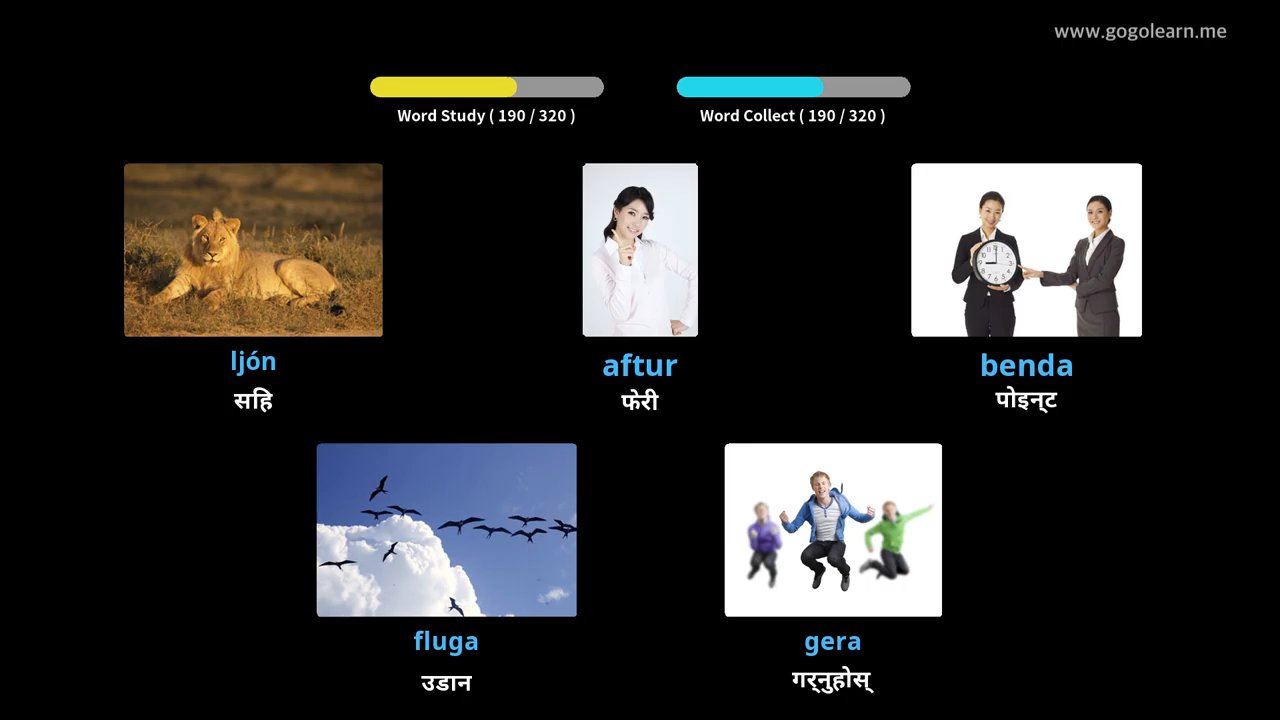 www.gogolearn.me
Word Study ( 190 / 320 )
Word Collect ( 190 / 320 )
ljón
सहि
aftur
फेरी
benda
पोइन्ट
fluga
उडान
gera
गर्नुहोस्